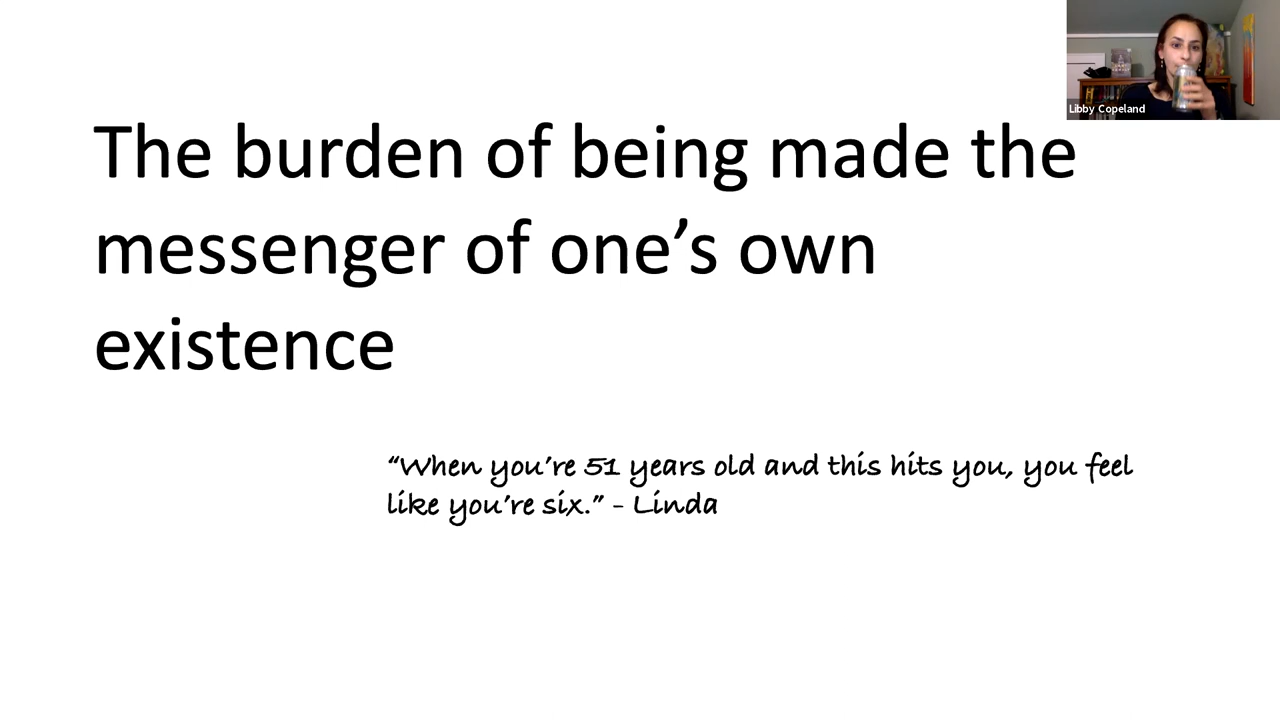 Libby Copeland
The burden of being made the
messenger of one’s own
existence
“When you’re 51 years old and this hits you, you feel
like you’re six.” - Linda